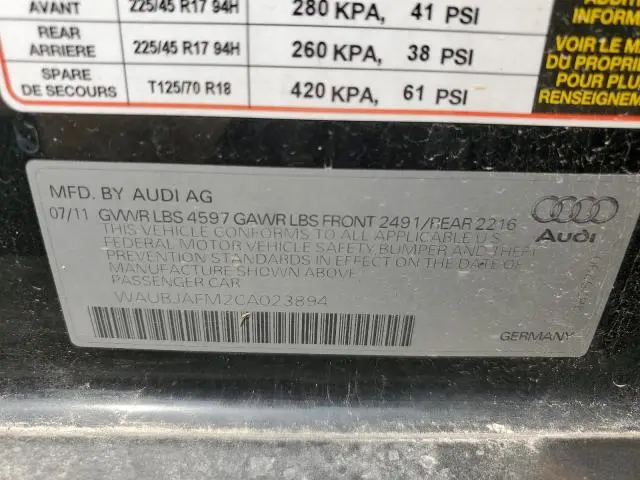 AVANT 225/45 R17 94H 280 KPA, 41 PSI
REAR
ARRIERE 225/45 R17 94H 260 KPA, 38 PSI
SPARE
DE SECOURS T125/70 R18 420 KPA, 61 PSI
ADDITION
INFORM
VOIR LE M
DU PROPRI
POUR PLUS
RENSEIGNEM
MFD. BY AUDI AG
07/11 GVWR LBS 4597 GAWR LBS FRONT 2491/REAR 2216
THIS VEHICLE CONFORMS TO ALL APPLICABLE U.S.
FEDERAL MOTOR VEHICLE SAFETY, BUMPER AND THEFT
PREVENTION STANDARDS IN EFFECT ON THE DATE OF
MANUFACTURE SHOWN ABOVE.
PASSENGER CAR
WAUBJAFM2CA023894
Audi
GERMANY